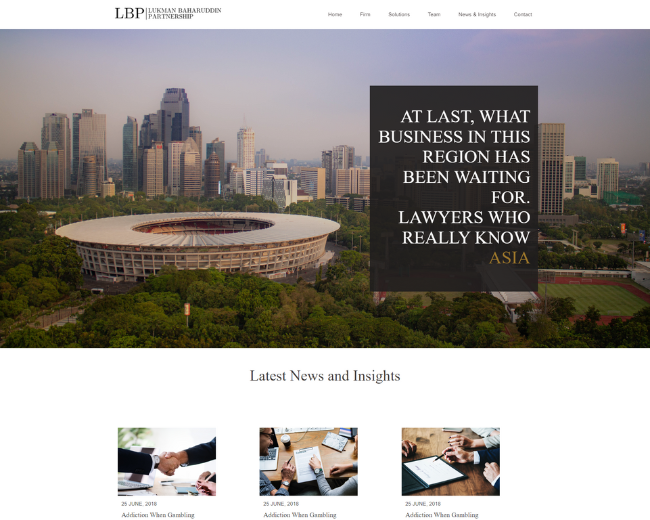 LBP LUKMAN BAHARUDDIN
PARTNERSHIP
Home Firm Solutions Team News & Insights Contact
AT LAST, WHAT
BUSINESS IN THIS
REGION HAS
BEEN WAITING
FOR.
LAWYERS WHO
REALLY KNOW
ASIA
Latest News and Insights
25 JUNE, 2018 25 JUNE, 2018 25 JUNE, 2018
Addiction When Gambling Addiction When Gambling Addiction When Gambling